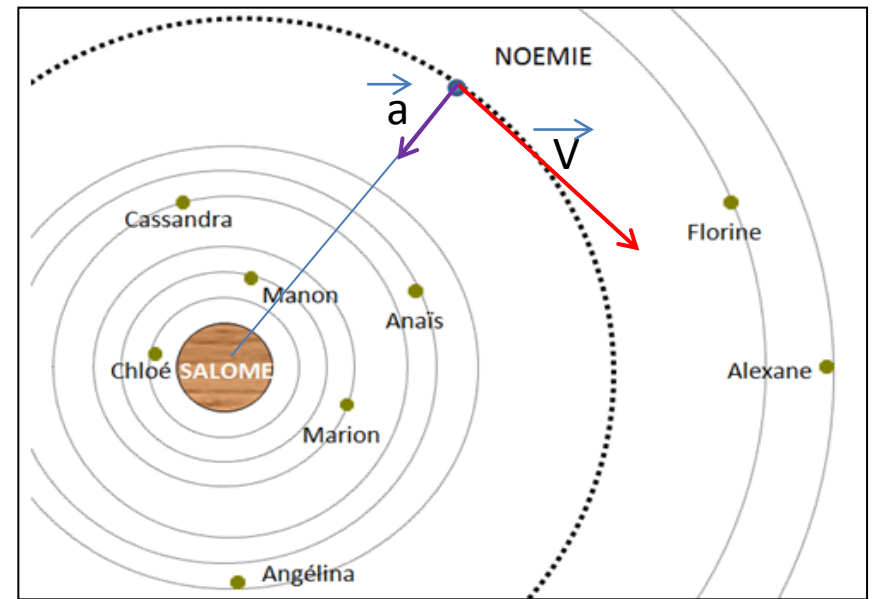 NOEMIE
a
V
Cassandra
Florine
Manon
Anaïs
Chloé
SALOME
Alexane
Marion
Angélina